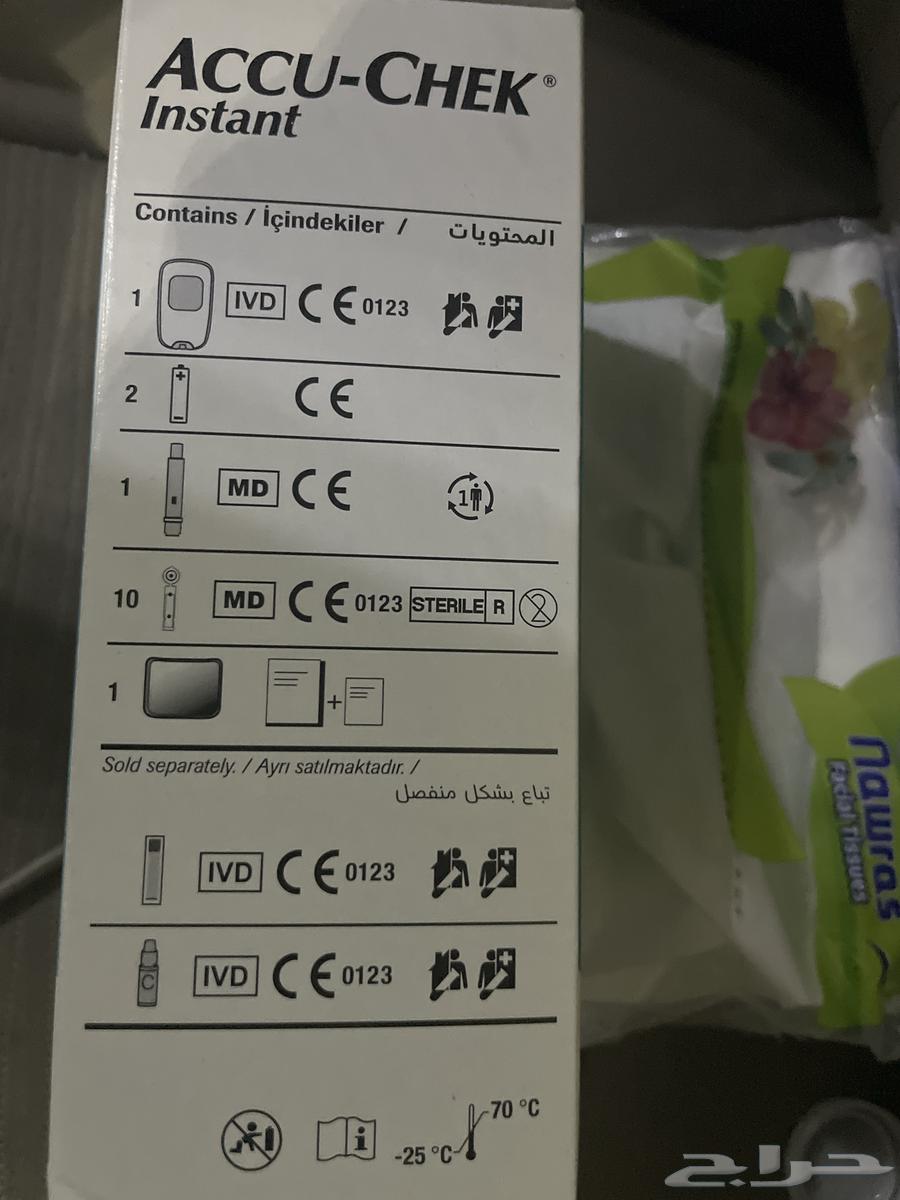 ACCU-CHEK®
Instant
Contains / İçindekiler / المحتويات
1 IVD CE 0123
2 CE
1 MD CE 1
10 MD CE 0123 STERILE R 2
1 +
Sold separately. / Ayrı satılmaktadır. /
تباع بشكل منفصل
IVD CE 0123
C IVD CE 0123
i -25 °C 70 °C
nawras
Facial Tissues
حراج